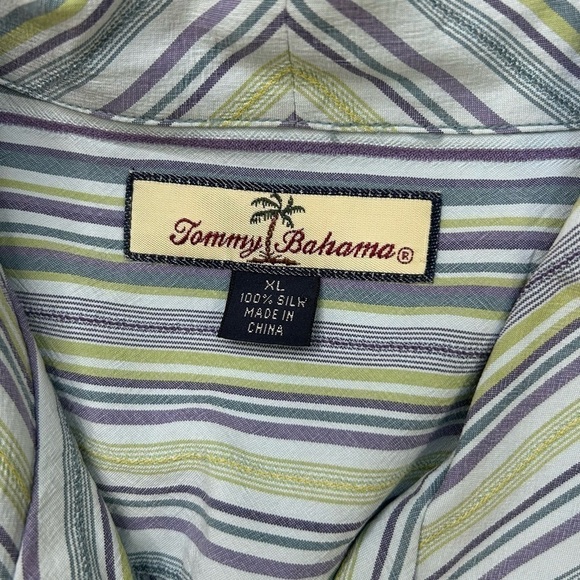 Tommy Bahama®
XL
100% SILK
MADE IN
CHINA